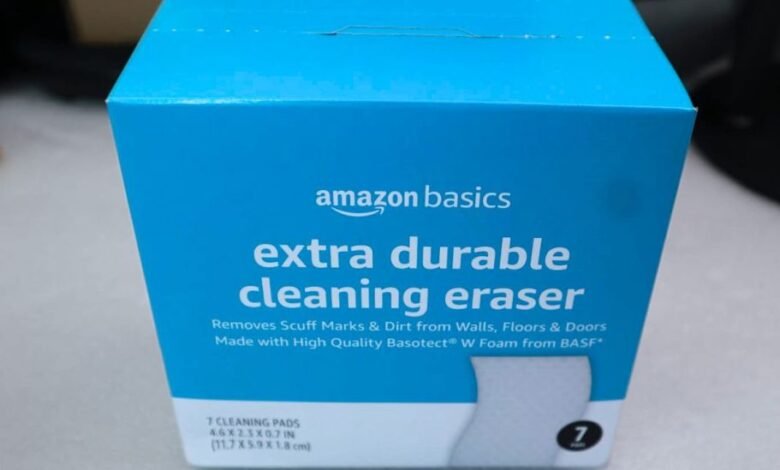 amazon basics
extra durable
cleaning eraser
Removes Scuff Marks & Dirt from Walls, Floors & Doors
Made with High Quality Basotect® W Foam from BASF*
7 CLEANING PADS
4.6 X 2.3 X 0.7 IN
(11.7 X 5.9 X 1.8 cm)
7